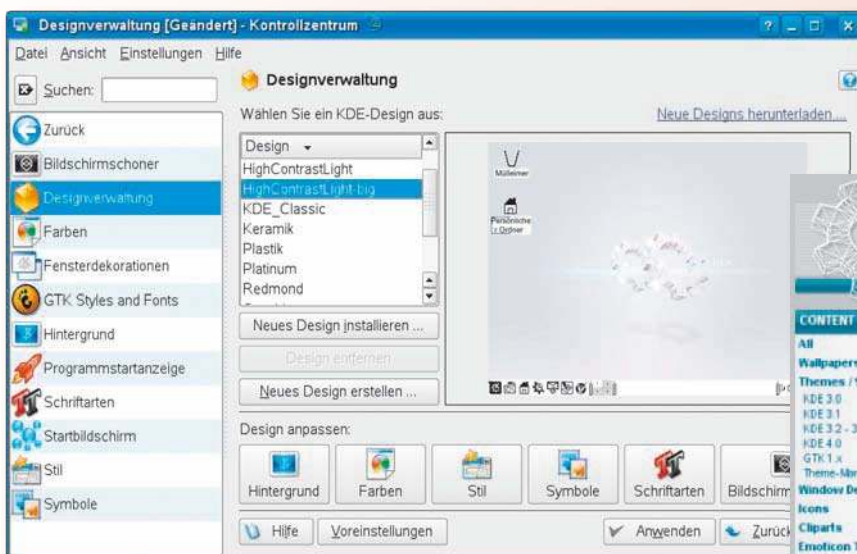 Designverwaltung [Geändert] - Kontrollzentrum
Datei Ansicht Einstellungen Hilfe
Suchen:
Zurück
Bildschirmschoner
Designverwaltung
Farben
Fensterdekorationen
GTK Styles and Fonts
Hintergrund
Programmstartanzeige
Schriftarten
Startbildschirm
Stil
Symbole
Designverwaltung
Wählen Sie ein KDE-Design aus:
Neue Designs herunterladen ...
Design
HighContrastLight
HighContrastLight-big
KDE_Classic
Keramik
Plastik
Platinum
Redmond
Neues Design installieren ...
Design entfernen
Neues Design erstellen ...
Mülleimer
Persönliche
r Ordner
Design anpassen:
Hintergrund
Farben
Stil
Symbole
Schriftarten
Bildschirm
Hilfe
Voreinstellungen
Anwenden
Zurück
CONTENT
All
Wallpapers
Themes /
KDE 3.0
KDE 3.1
KDE 3.2 - 3
KDE 4.0
GTK 1.x
Theme-Man
Window De
Icons
Cliparts
Emoticon T